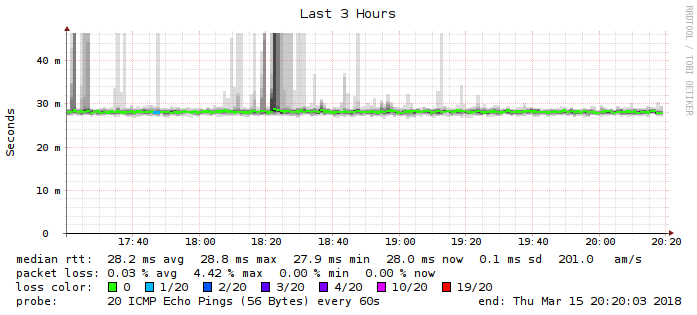 Last 3 Hours
RRDTOOL / TOBI OETIKER
Seconds
40 m
30 m
20 m
10 m
0
17:40 18:00 18:20 18:40 19:00 19:20 19:40 20:00 20:20
median rtt: 28.2 ms avg 28.8 ms max 27.9 ms min 28.0 ms now 0.1 ms sd 201.0 am/s
packet loss: 0.03 % avg 4.42 % max 0.00 % min 0.00 % now
loss color: 0 1/20 2/20 3/20 4/20 10/20 19/20
probe: 20 ICMP Echo Pings (56 Bytes) every 60s end: Thu Mar 15 20:20:03 2018